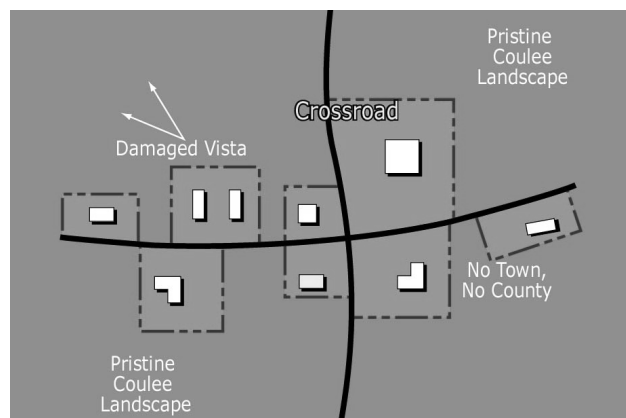 Pristine
Coulee
Landscape
Crossroad
Damaged Vista
No Town,
No County
Pristine
Coulee
Landscape